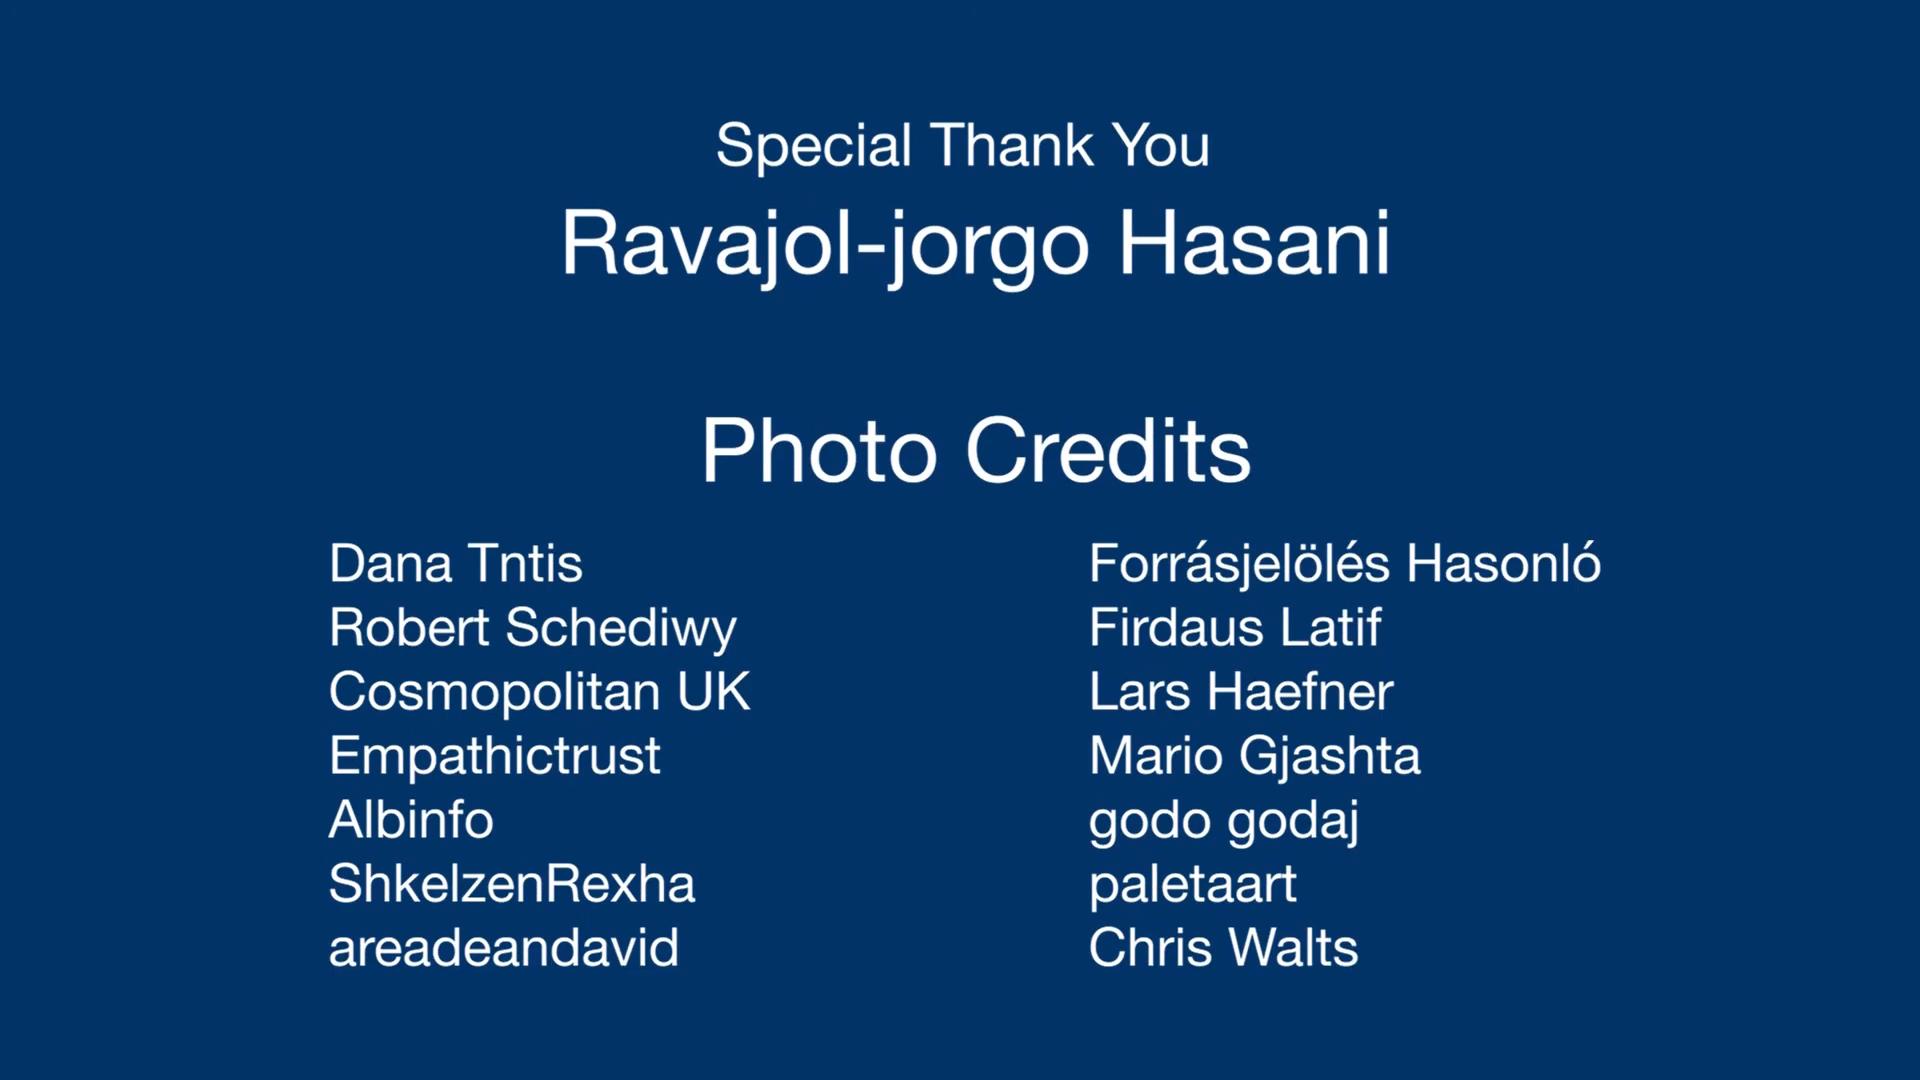 Special Thank You
Ravajol-jorgo Hasani
Photo Credits
Dana Tntis
Robert Schediwy
Cosmopolitan UK
Empathictrust
Albinfo
ShkelzenRexha
areadeandavid
Forrásjelölés Hasonló
Firdaus Latif
Lars Haefner
Mario Gjashta
godo godaj
paletaart
Chris Walts